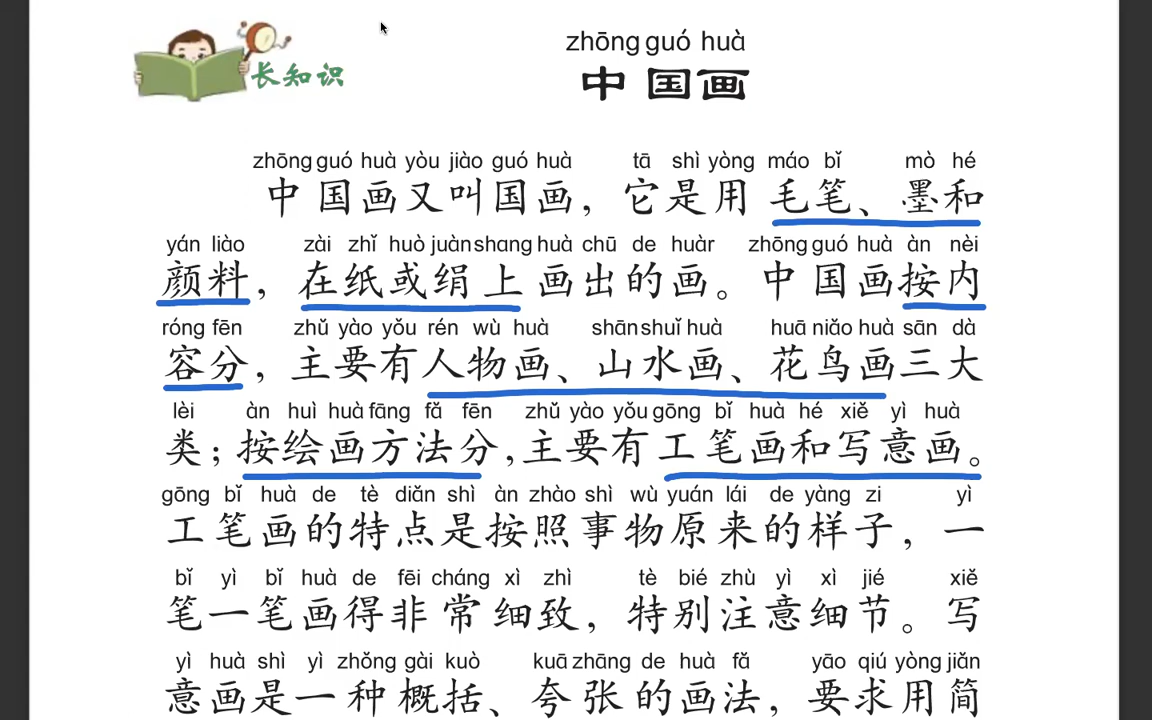 长知识
zhōng guó huà
中国画
zhōng guó huà yòu jiào guó huà tā shì yòng máo bǐ mò hé
中国画又叫国画，它是用毛笔、墨和
yán liào zài zhǐ huò juàn shang huà chū de huàr zhōng guó huà àn nèi
颜料，在纸或绢上画出的画。中国画按内
róng fēn zhǔ yào yǒu rén wù huà shān shuǐ huà huā niǎo huà sān dà
容分，主要有人物画、山水画、花鸟画三大
lèi àn huì huà fāng fǎ fēn zhǔ yào yǒu gōng bǐ huà hé xiě yì huà
类；按绘画方法分，主要有工笔画和写意画。
gōng bǐ huà de tè diǎn shì àn zhào shì wù yuán lái de yàng zi yì
工笔画的特点是按照事物原来的样子，一
bǐ yì bǐ huà de fēi cháng xì zhì tè bié zhù yì xì jié xiě
笔一笔画得非常细致，特别注意细节。写
yì huà shì yì zhǒng gài kuò kuā zhāng de huà fǎ yāo qiú yòng jiǎn
意画是一种概括、夸张的画法，要求用简